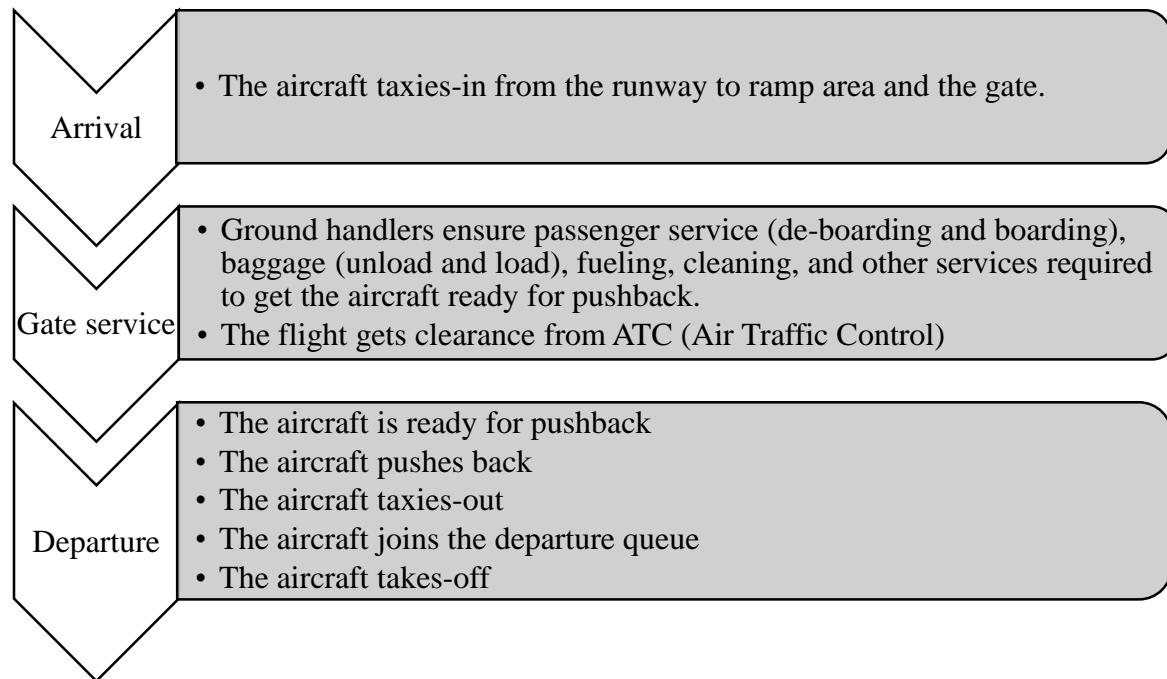 Arrival
• The aircraft taxies-in from the runway to ramp area and the gate.
Gate service
• Ground handlers ensure passenger service (de-boarding and boarding),
baggage (unload and load), fueling, cleaning, and other services required
to get the aircraft ready for pushback.
• The flight gets clearance from ATC (Air Traffic Control)
Departure
• The aircraft is ready for pushback
• The aircraft pushes back
• The aircraft taxies-out
• The aircraft joins the departure queue
• The aircraft takes-off